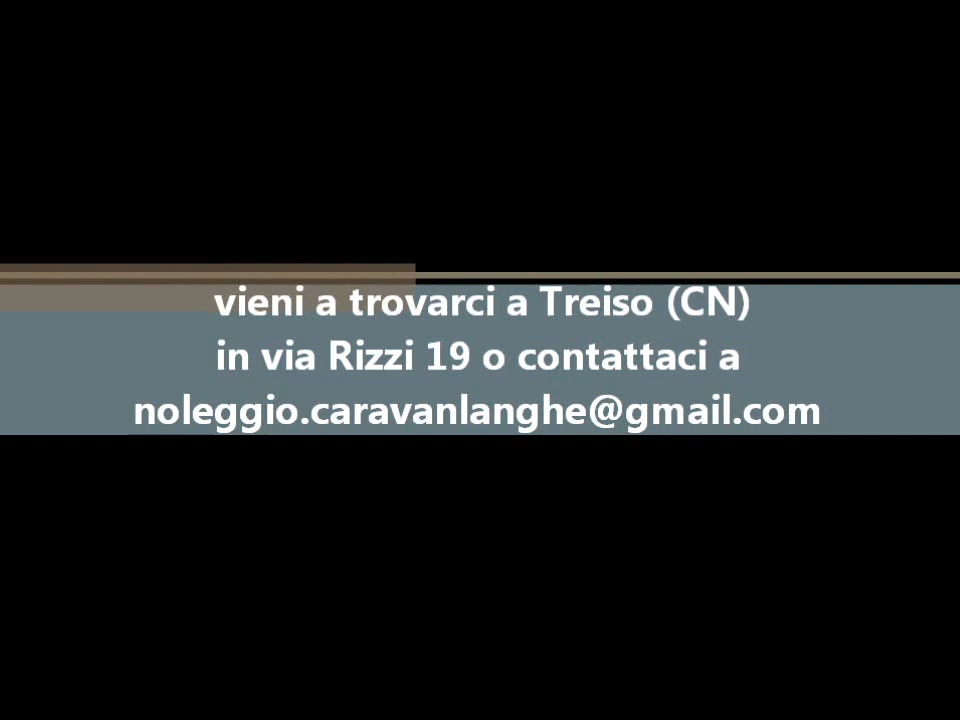 vieni a trovarci a Treiso (CN)
in via Rizzi 19 o contattaci a
noleggio.caravanlanghe@gmail.com